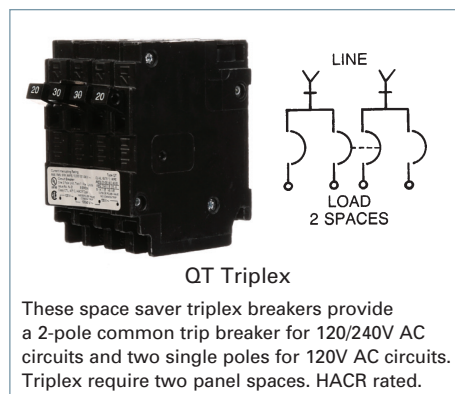 20 30 30 20
LINE
LOAD
2 SPACES
QT Triplex
These space saver triplex breakers provide
a 2-pole common trip breaker for 120/240V AC
circuits and two single poles for 120V AC circuits.
Triplex require two panel spaces. HACR rated.